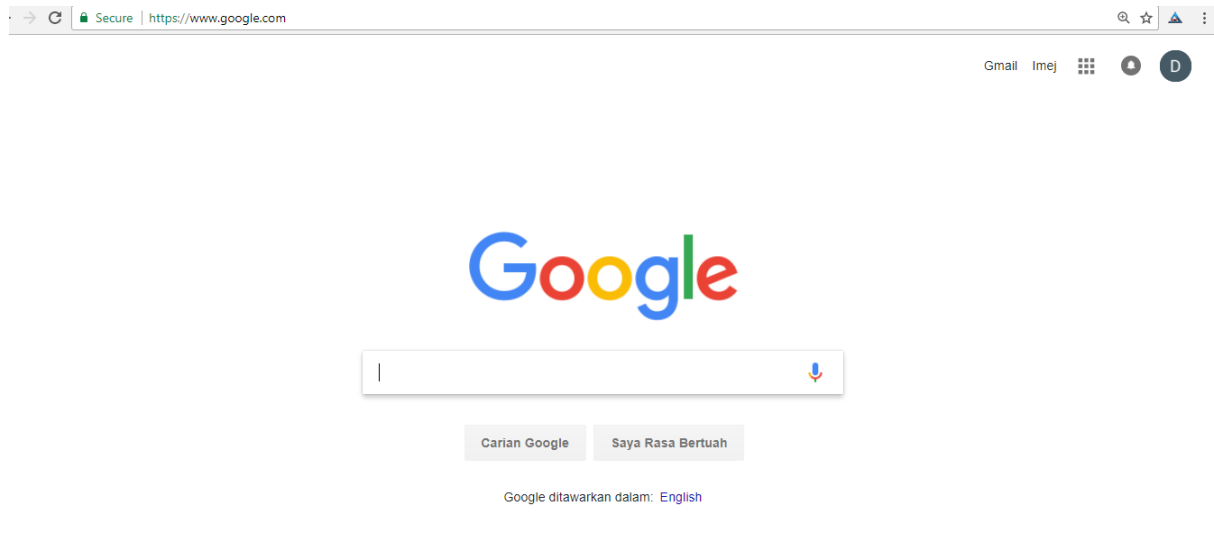 Secure https://www.google.com
Gmail Imej D
Google
Carian Google Saya Rasa Bertuah
Google ditawarkan dalam: English